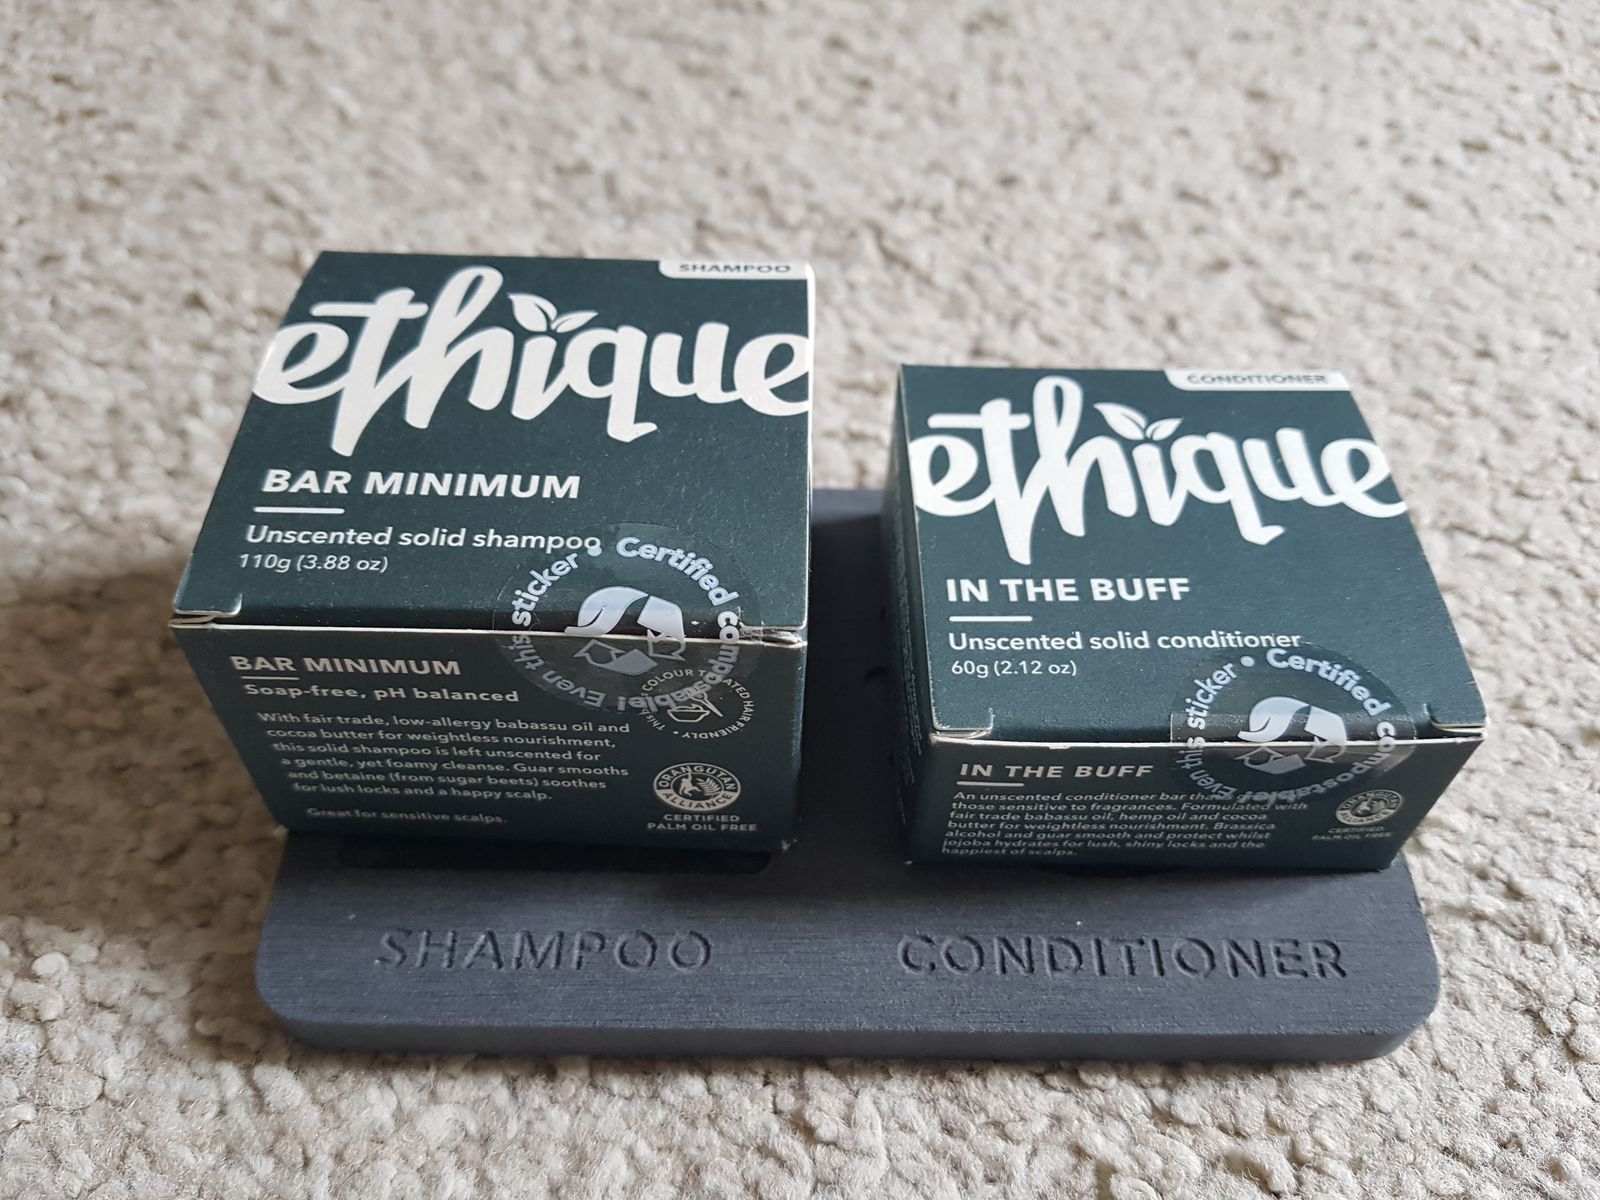 SHAMPOO
ethique
BAR MINIMUM
Unscented solid shampoo
110g (3.88 oz)
Even this sticker • Certified compostable!
BAR MINIMUM
Soap-free, pH balanced
With fair trade, low-allergy babassu oil and
cocoa butter for weightless nourishment,
this solid shampoo is left unscented for
a gentle, yet foamy cleanse. Guar smooths
and betaine (from sugar beets) soothes
for lush locks and a happy scalp.
Great for sensitive scalps.
HAIR FRIENDLY
ORANGUTAN
ALLIANCE
CERTIFIED
PALM OIL FREE
CONDITIONER
ethique
IN THE BUFF
Unscented solid conditioner
60g (2.12 oz)
Even this sticker • Certified compostable!
IN THE BUFF
An unscented conditioner bar
those sensitive to fragrances. Formulated with
fair trade babassu oil, hemp oil and cocoa
butter for weightless nourishment. Brassica
alcohol and guar smooth and protect whilst
jojoba hydrates for lush, shiny locks and the
happiest of scalps.
ORANGUTAN
ALLIANCE
CERTIFIED
PALM OIL FREE
SHAMPOO
CONDITIONER